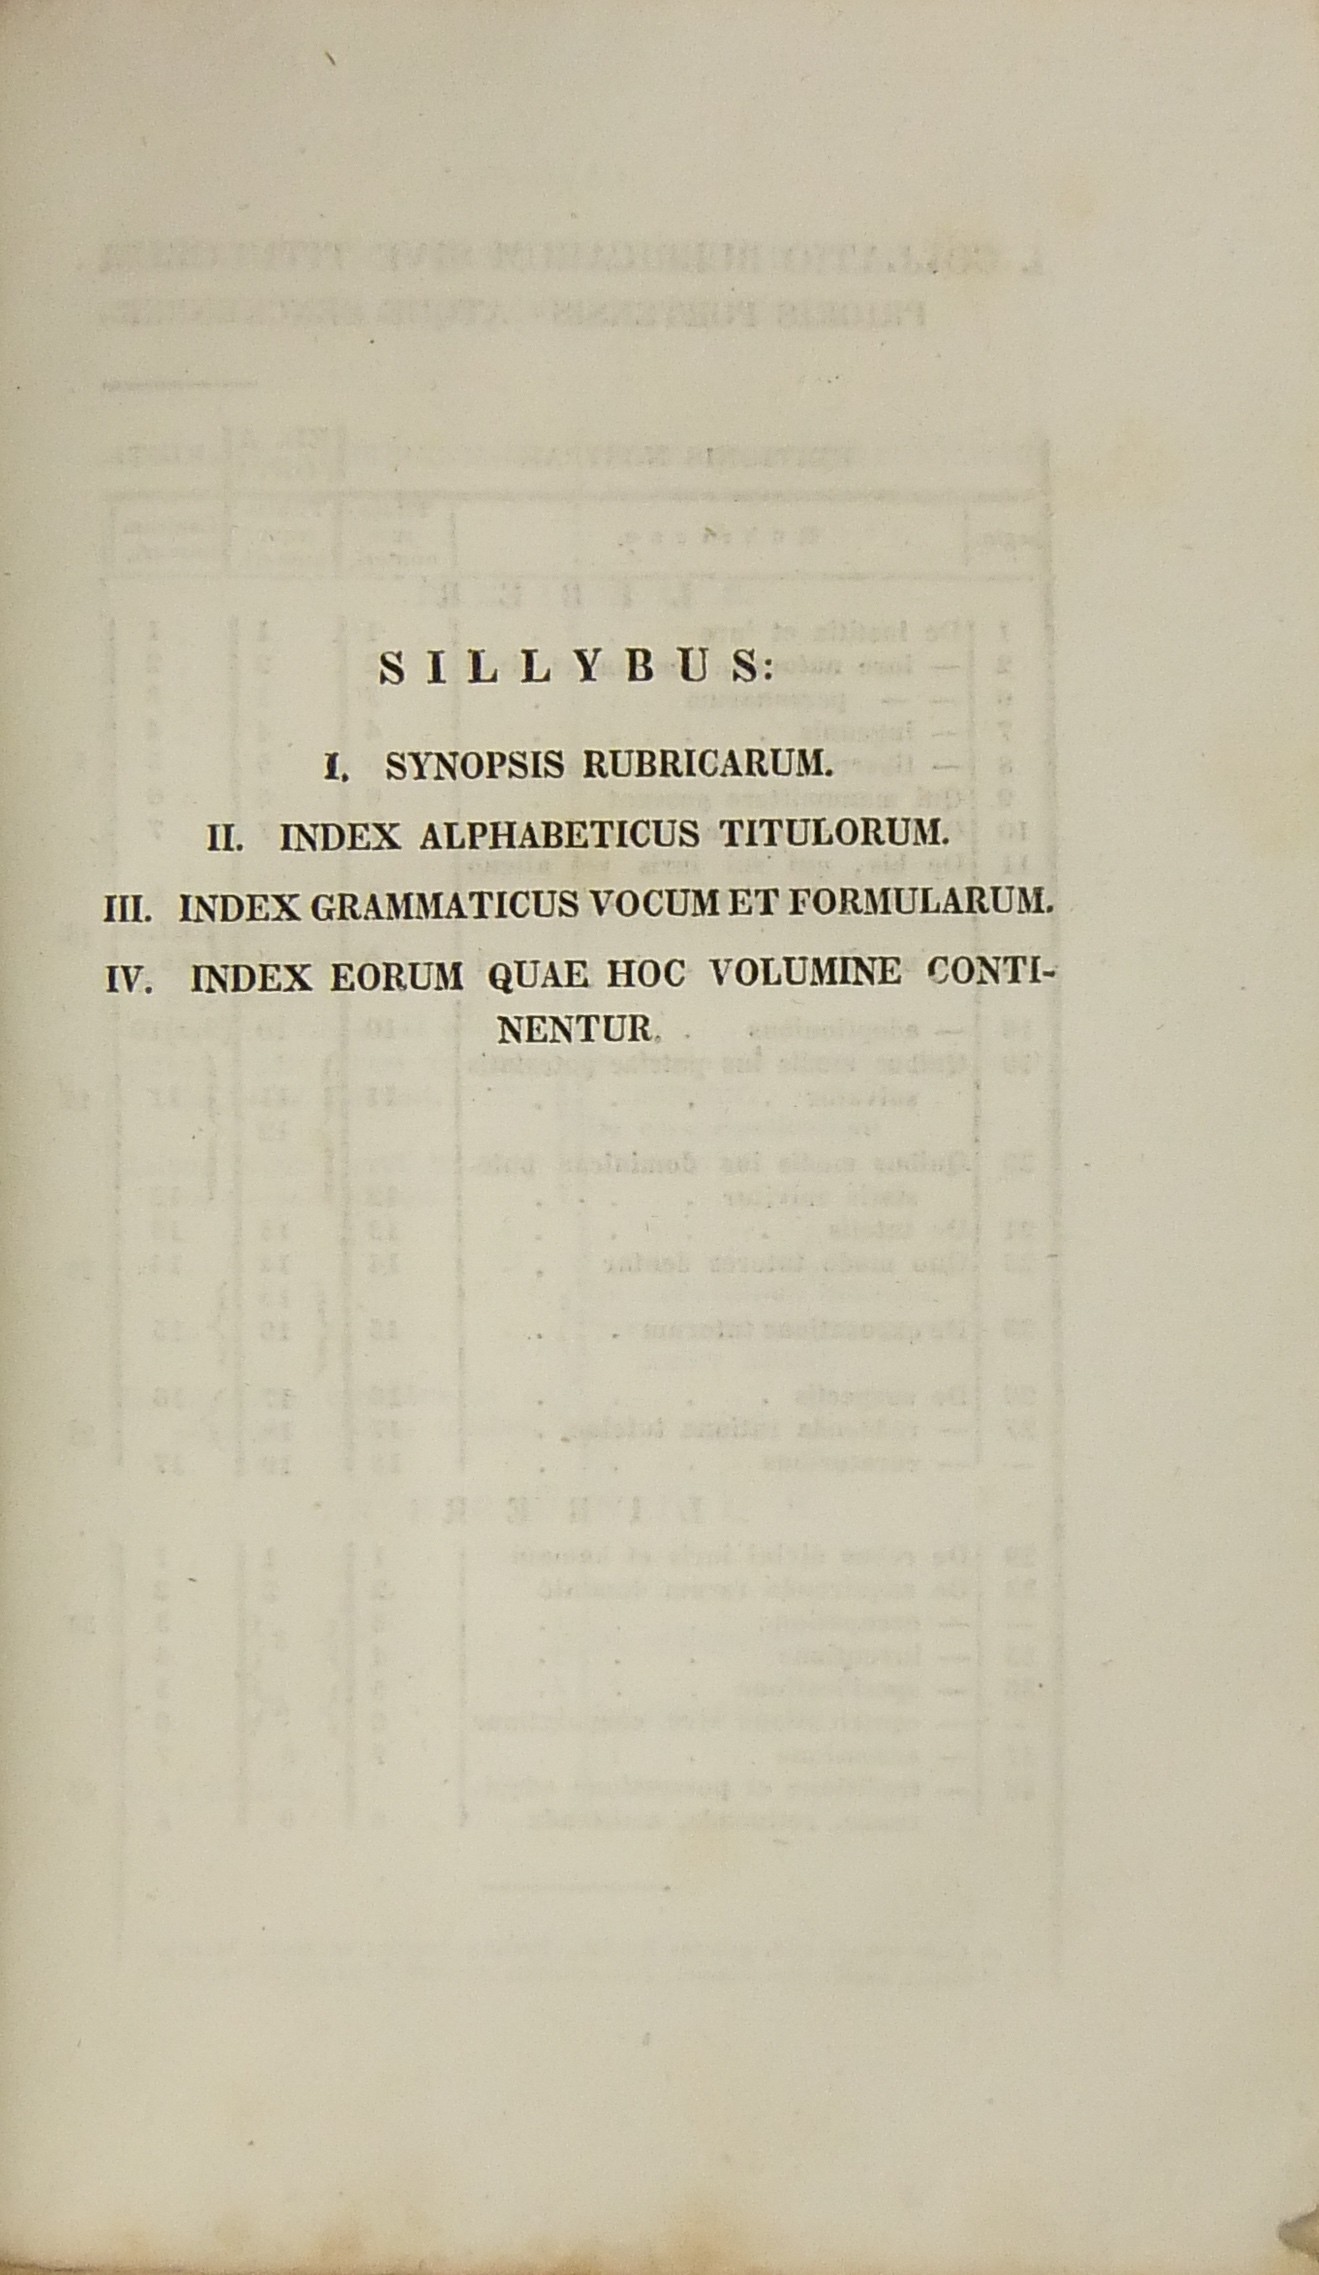 SILLYBUS:
I. SYNOPSIS RUBRICARUM.
II. INDEX ALPHABETICUS TITULORUM.
III. INDEX GRAMMATICUS VOCUM ET FORMULARUM.
IV. INDEX EORUM QUAE HOC VOLUMINE CONTI-
NENTUR.